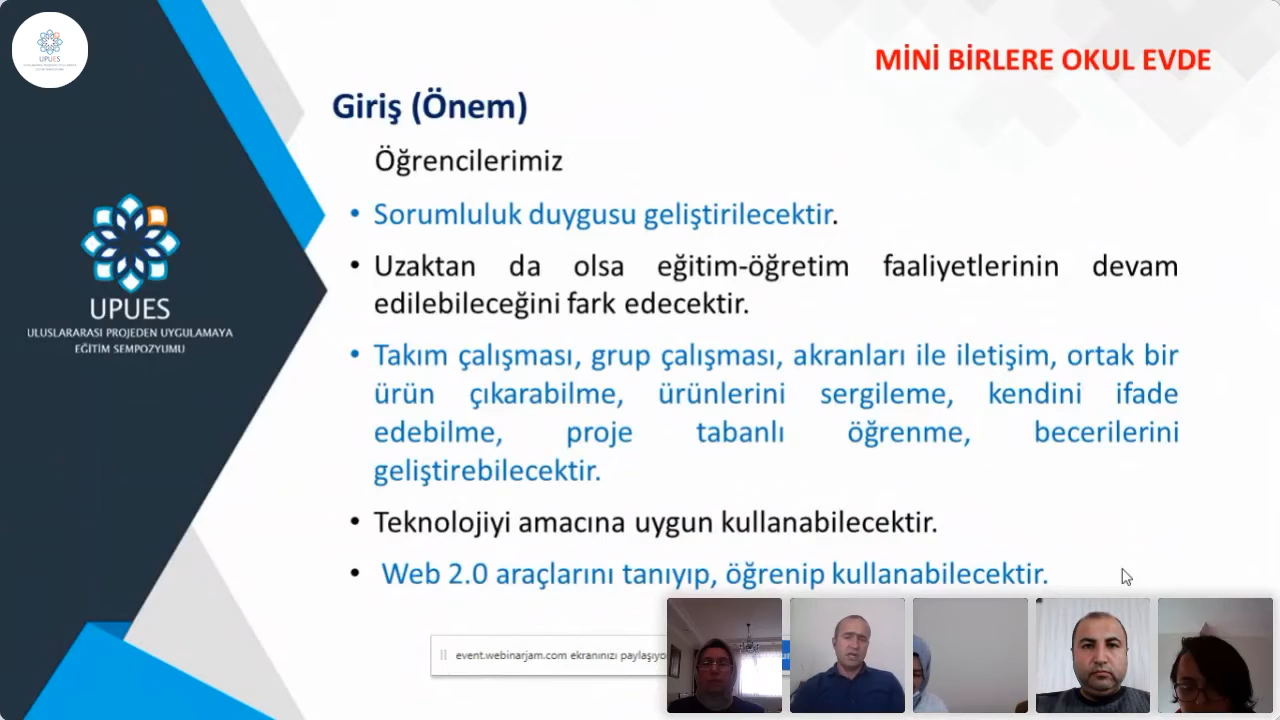 UPUES
MİNİ BİRLERE OKUL EVDE
Giriş (Önem)
Öğrencilerimiz
• Sorumluluk duygusu geliştirilecektir.
• Uzaktan da olsa eğitim-öğretim faaliyetlerinin devam
edilebileceğini fark edecektir.
• Takım çalışması, grup çalışması, akranları ile iletişim, ortak bir
ürün çıkarabilme, ürünlerini sergileme, kendini ifade
edebilme, proje tabanlı öğrenme, becerilerini
geliştirebilecektir.
• Teknolojiyi amacına uygun kullanabilecektir.
• Web 2.0 araçlarını tanıyıp, öğrenip kullanabilecektir.
UPUES
ULUSLARARASI PROJEDEN UYGULAMAYA
EĞİTİM SEMPOZYUMU
event.webinarjam.com ekranınızı paylaşıyo